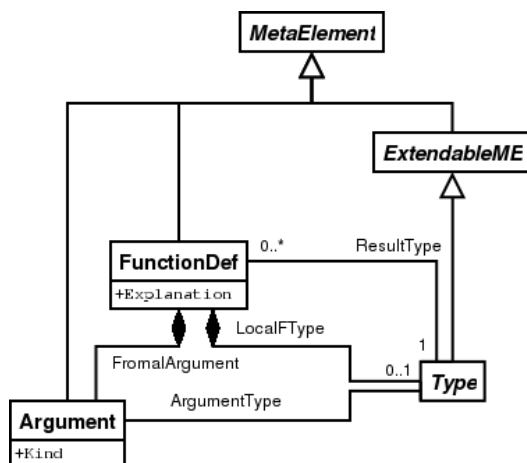 MetaElement
ExtendableME
0..* ResultType
FunctionDef
+Explanation
LocalFType
1
FromalArgument
0..1
Type
ArgumentType
Argument
+Kind